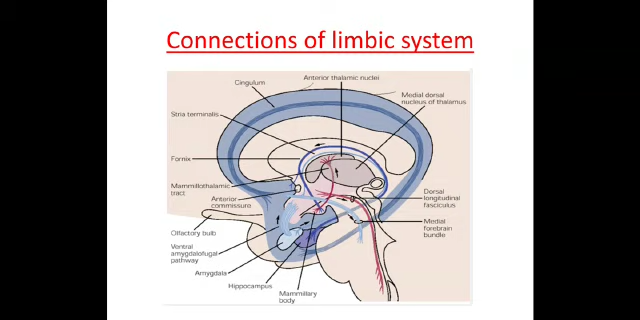 Connections of limbic system
Anterior thalamic nuclei
Cingulum
Medial dorsal
nucleus of thalamus
Stria terminalis
Fornix
Mammillothalamic
tract
Anterior
commissure
Dorsal
longitudinal
fasciculus
Medial
forebrain
bundle
Olfactory bulb
Ventral
amygdalofugal
pathway
Amygdala
Hippocampus
Mammillary
body